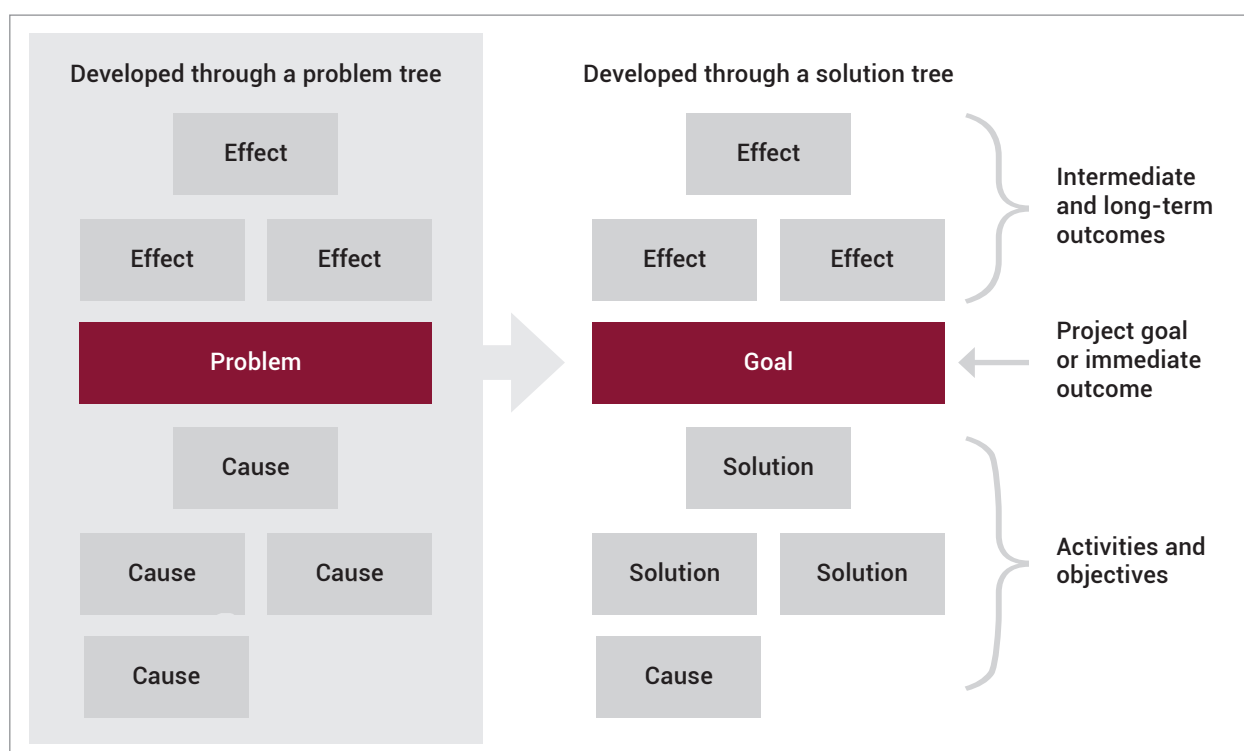 Developed through a problem tree
Effect
Effect
Effect
Problem
Cause
Cause
Cause
Cause
Developed through a solution tree
Effect
Effect
Effect
Goal
Solution
Solution
Solution
Cause
Intermediate
and long-term
outcomes
Project goal
or immediate
outcome
Activities and
objectives